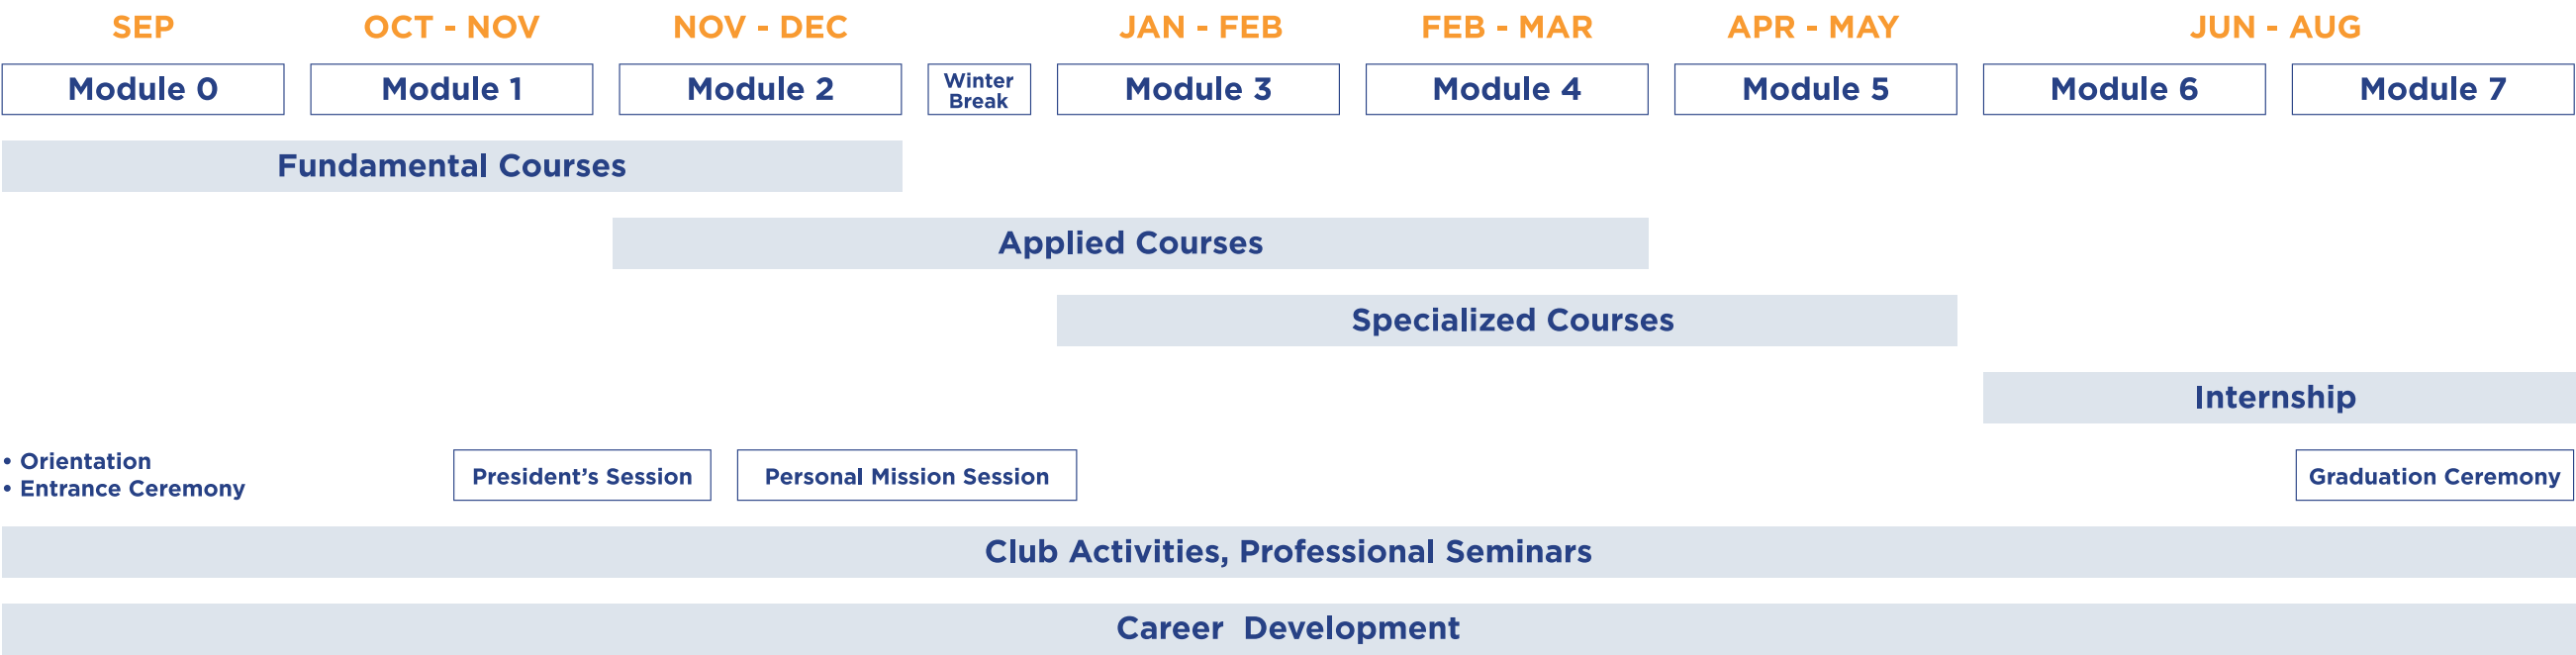 SEP
OCT - NOV
NOV - DEC
JAN - FEB
FEB - MAR
APR - MAY
JUN - AUG
Module 0
Module 1
Module 2
Winter
Break
Module 3
Module 4
Module 5
Module 6
Module 7
Fundamental Courses
Applied Courses
Specialized Courses
Internship
• Orientation
• Entrance Ceremony
President’s Session
Personal Mission Session
Graduation Ceremony
Club Activities, Professional Seminars
Career Development